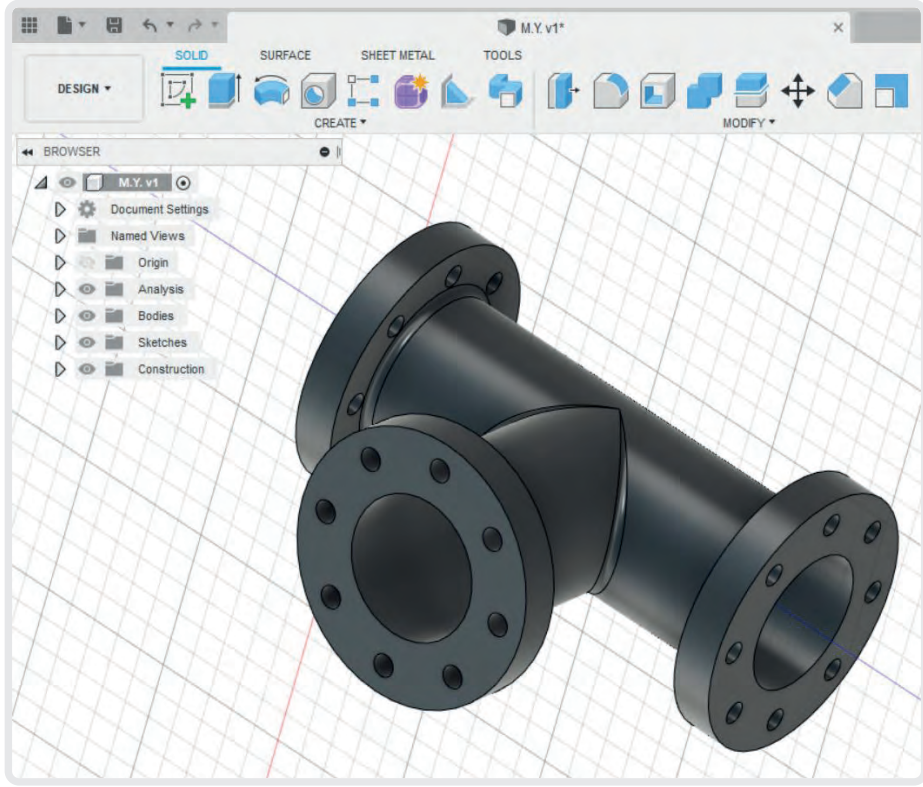 M.Y. v1*
SOLID SURFACE SHEET METAL TOOLS
DESIGN
CREATE MODIFY
BROWSER
M.Y. v1
Document Settings
Named Views
Origin
Analysis
Bodies
Sketches
Construction